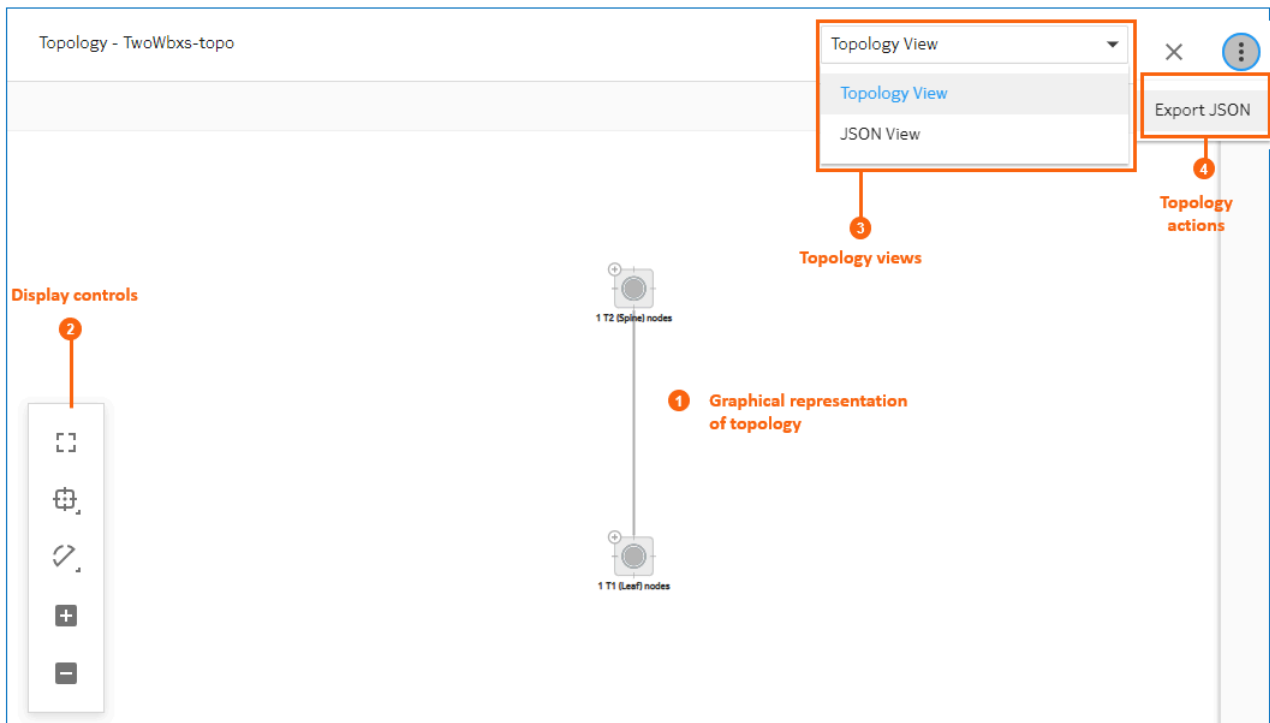 Topology - TwoWbxs-topo
Topology View
Topology View
JSON View
Export JSON
4
Topology
actions
3
Topology views
1 T2 (Spine) nodes
Display controls
2
1
Graphical representation
of topology
1 T1 (Leaf) nodes